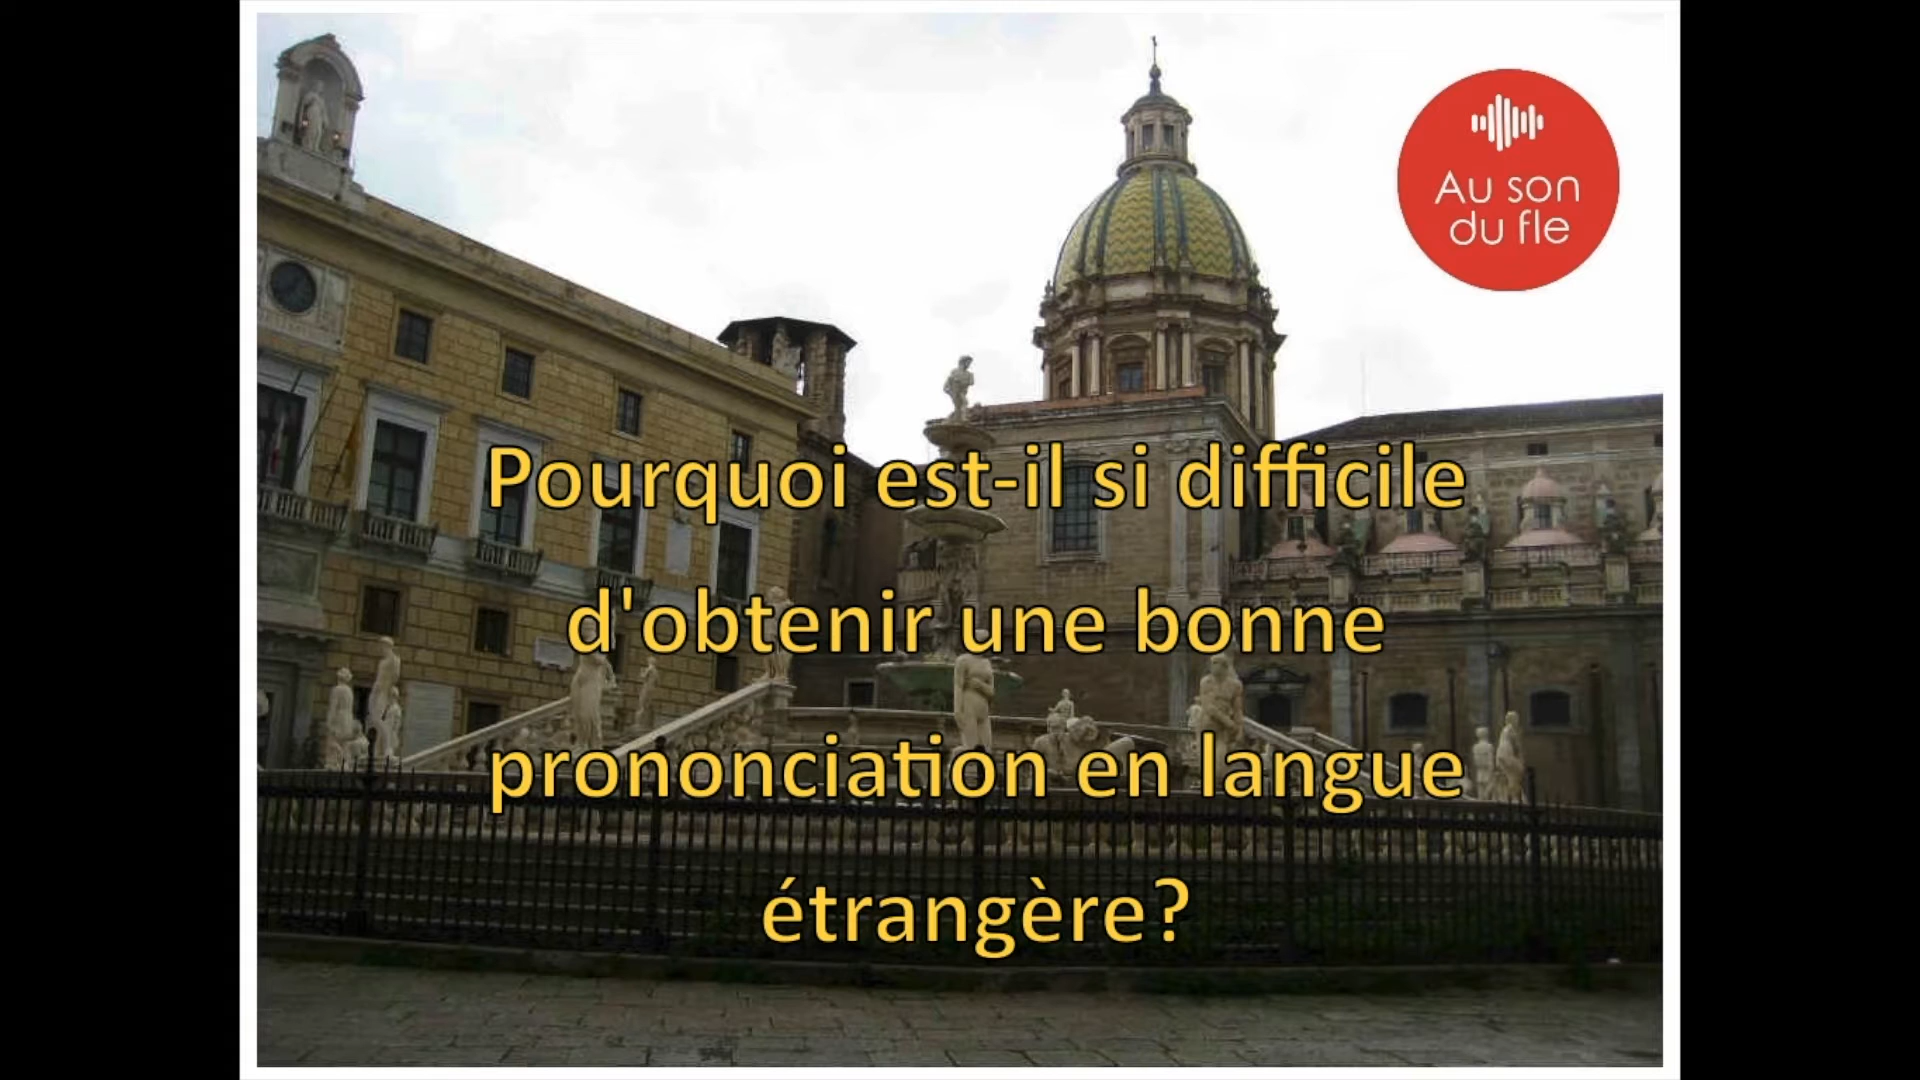 Au son
du fle
Pourquoi est-il si difficile
d'obtenir une bonne
prononciation en langue
étrangère?